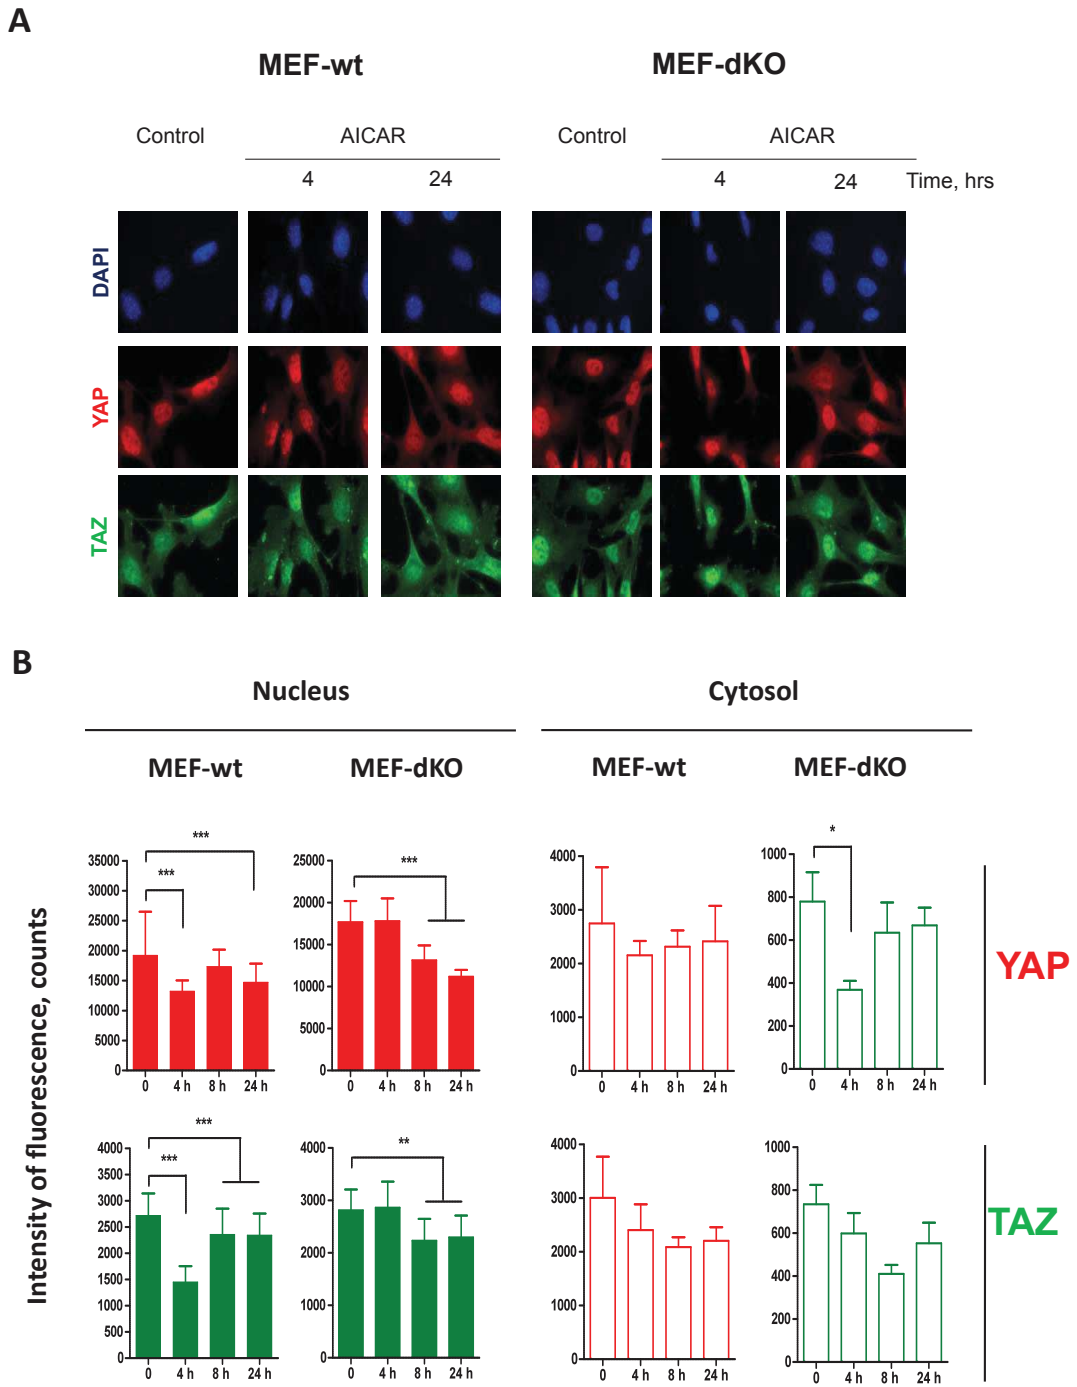 A
MEF-wt MEF-dKO
Control AICAR Control AICAR
4 24 4 24 Time, hrs
DAPI
YAP
TAZ
B
Nucleus Cytosol
MEF-wt MEF-dKO MEF-wt MEF-dKO
Intensity of fluorescence, counts
*** ***
35000
30000
25000
20000
15000
10000
5000
0
0 4 h 8 h 24 h
***
25000
20000
15000
10000
5000
0
0 4 h 8 h 24 h
4000
3000
2000
1000
0
0 4 h 8 h 24 h
*
1000
800
600
400
200
0
0 4 h 8 h 24 h
YAP
*** ***
4000
3500
3000
2500
2000
1500
1000
500
0
0 4 h 8 h 24 h
**
4000
3000
2000
1000
0
0 4 h 8 h 24 h
4000
3000
2000
1000
0
0 4 h 8 h 24 h
1000
800
600
400
200
0
0 4 h 8 h 24 h
TAZ